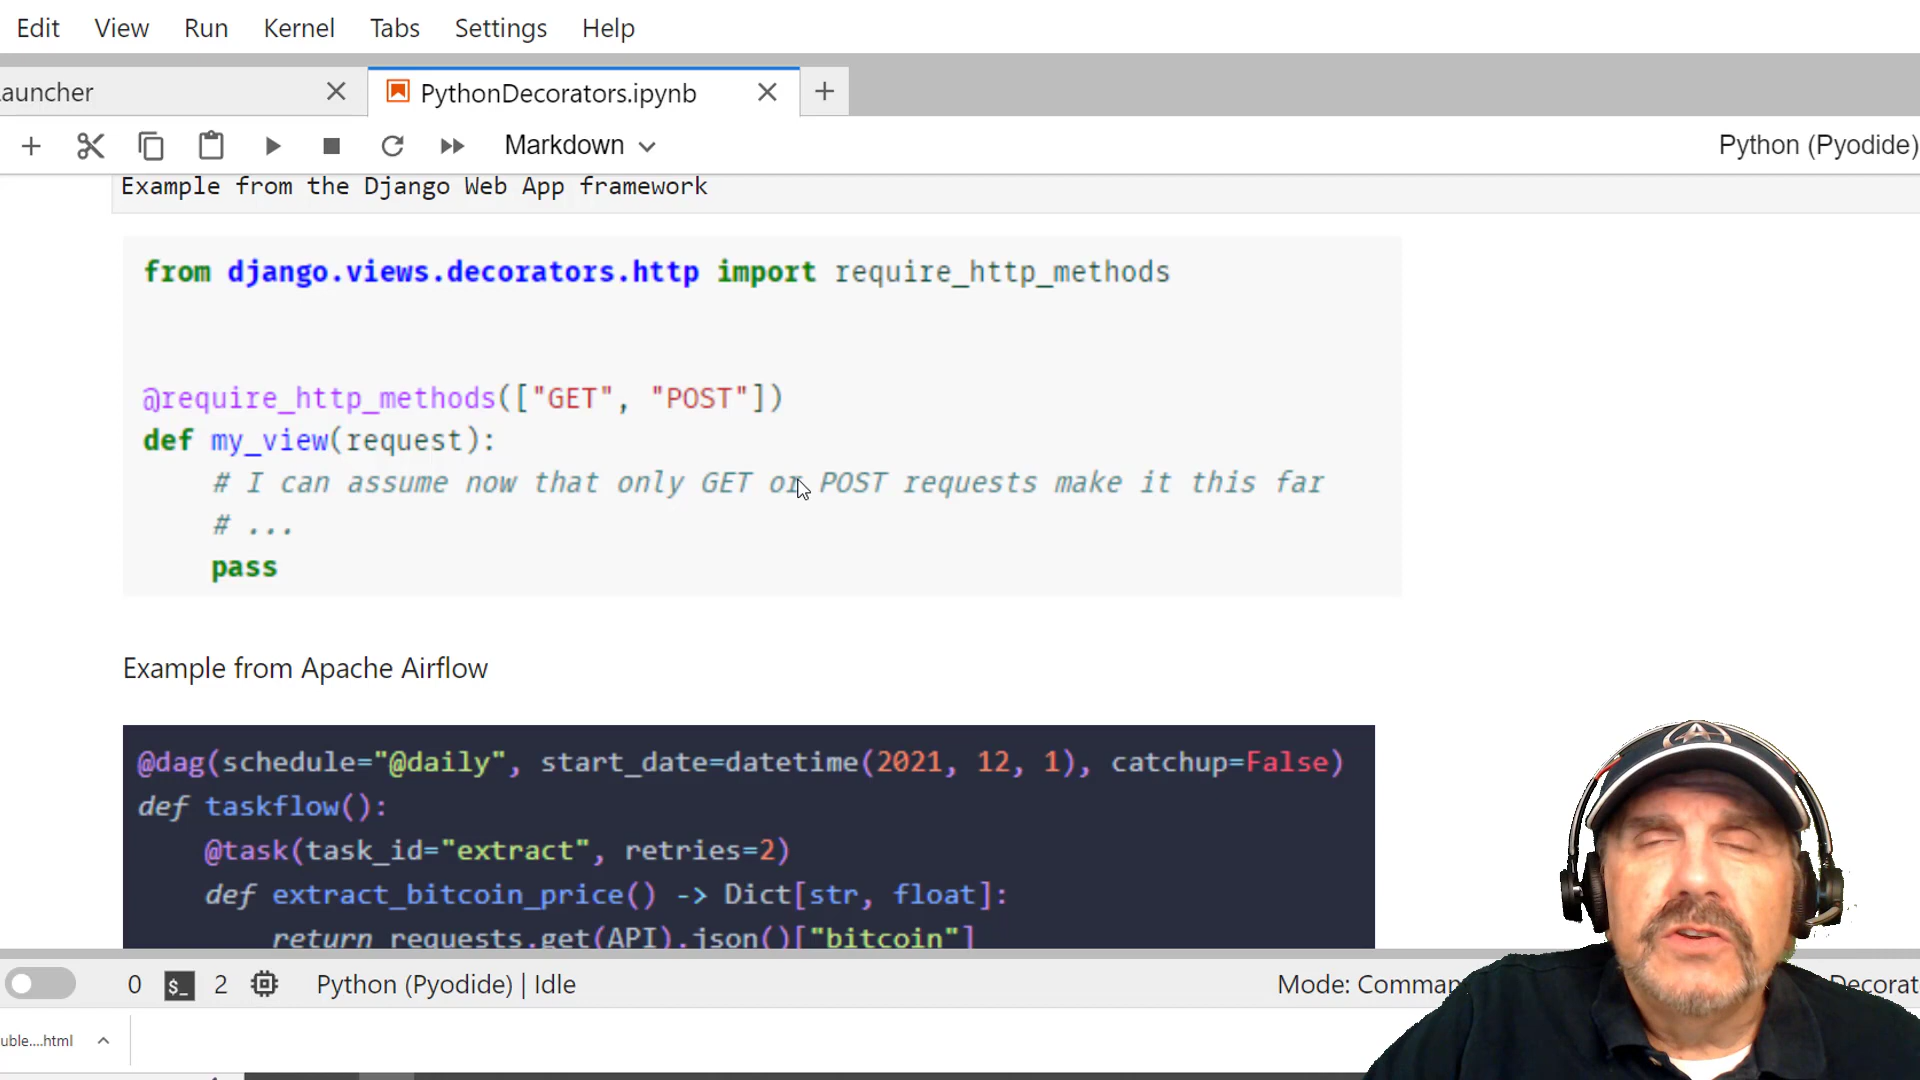 Edit View Run Kernel Tabs Settings Help
auncher PythonDecorators.ipynb
Markdown Python (Pyodide)
Example from the Django Web App framework
from django.views.decorators.http import require_http_methods
@require_http_methods(["GET", "POST"])
def my_view(request):
# I can assume now that only GET or POST requests make it this far
# ...
pass
Example from Apache Airflow
@dag(schedule="@daily", start_date=datetime(2021, 12, 1), catchup=False)
def taskflow():
@task(task_id="extract", retries=2)
def extract_bitcoin_price() -> Dict[str, float]:
return requests.get(API).json()["bitcoin"]
0 $_ 2 Python (Pyodide) | Idle Mode: Comman Decorat
uble....html